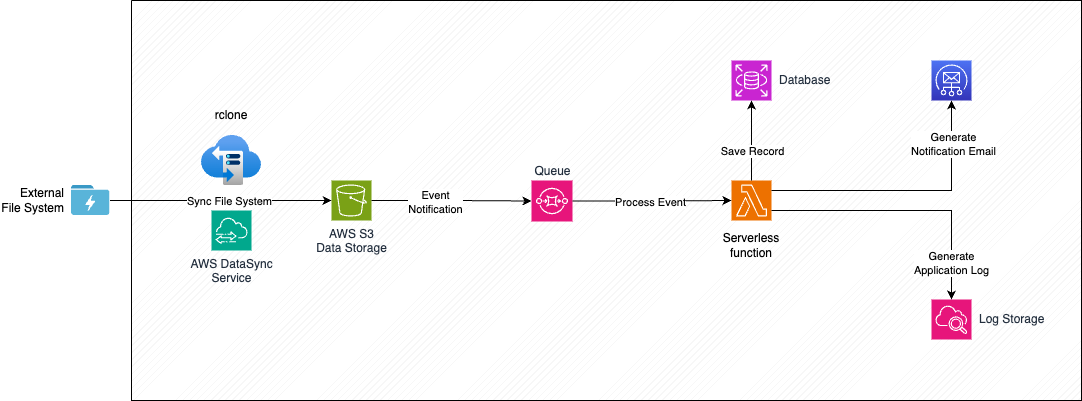 rclone
External
File System
Sync File System
AWS DataSync
Service
AWS S3
Data Storage
Event
Notification
Queue
Process Event
Database
Save Record
Serverless
function
Generate
Notification Email
Generate
Application Log
Log Storage